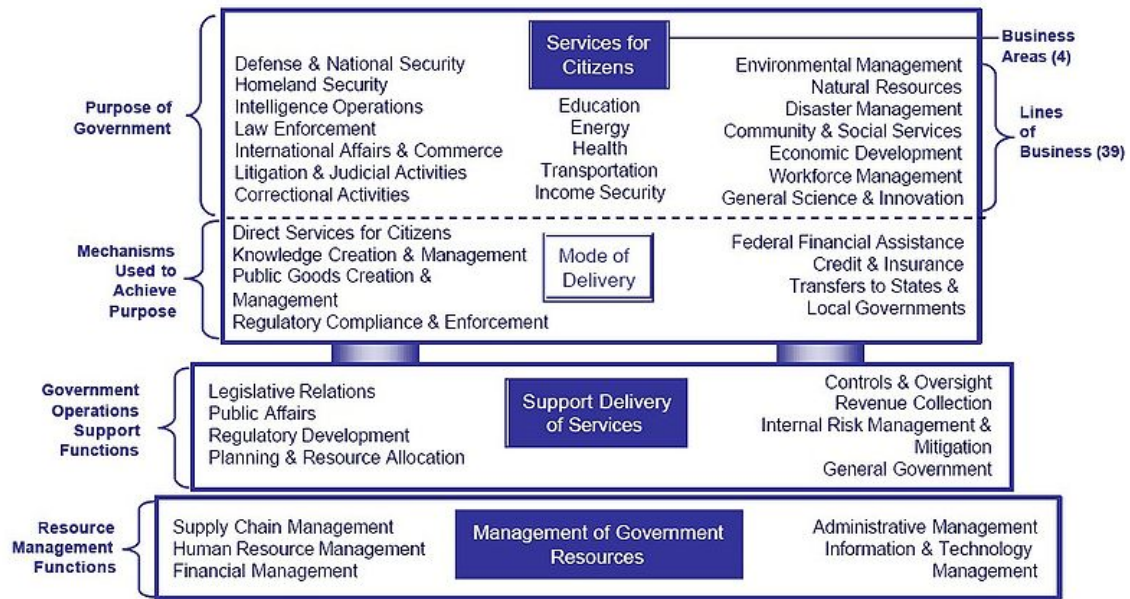 Purpose of
Government
Defense & National Security
Homeland Security
Intelligence Operations
Law Enforcement
International Affairs & Commerce
Litigation & Judicial Activities
Correctional Activities
Services for
Citizens
Education
Energy
Health
Transportation
Income Security
Environmental Management
Natural Resources
Disaster Management
Community & Social Services
Economic Development
Workforce Management
General Science & Innovation
Business
Areas (4)
Lines
of
Business (39)
Mechanisms
Used to
Achieve
Purpose
Direct Services for Citizens
Knowledge Creation & Management
Public Goods Creation &
Management
Regulatory Compliance & Enforcement
Mode of
Delivery
Federal Financial Assistance
Credit & Insurance
Transfers to States &
Local Governments
Government
Operations
Support
Functions
Legislative Relations
Public Affairs
Regulatory Development
Planning & Resource Allocation
Support Delivery
of Services
Controls & Oversight
Revenue Collection
Internal Risk Management &
Mitigation
General Government
Resource
Management
Functions
Supply Chain Management
Human Resource Management
Financial Management
Management of Government
Resources
Administrative Management
Information & Technology
Management